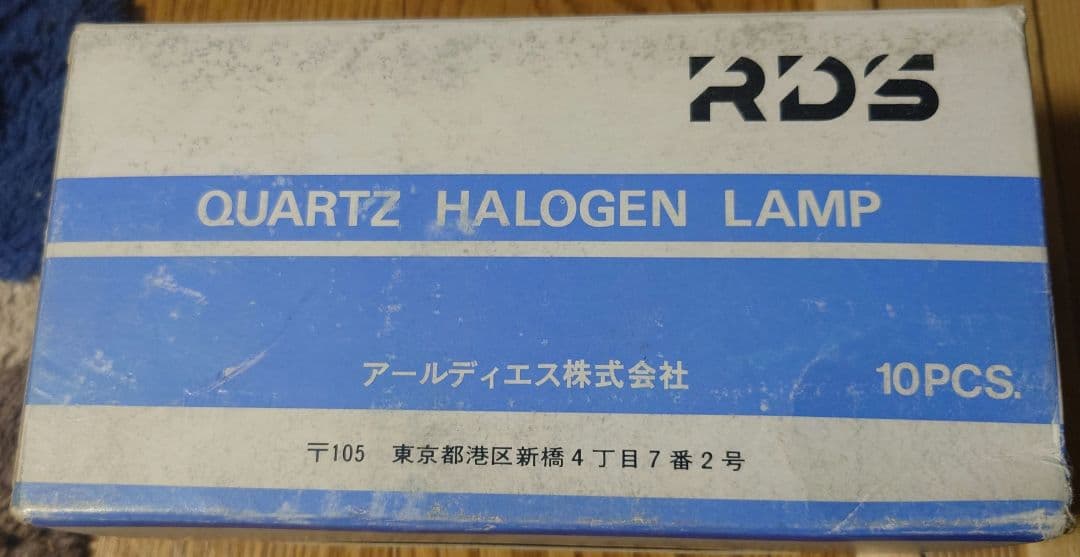 RDS
QUARTZ HALOGEN LAMP
アールディエス株式会社 10PCS.
〒105 東京都港区新橋4丁目7番2号